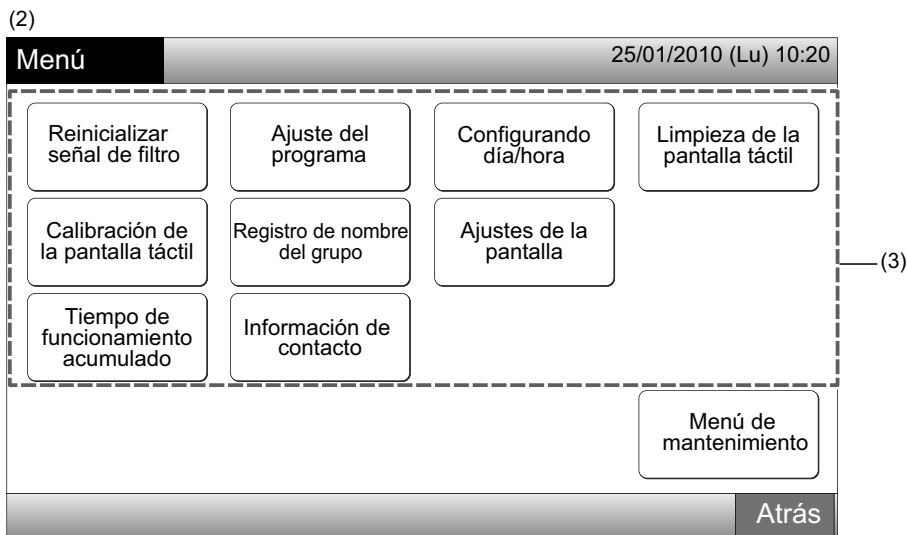 (2)
Menú
25/01/2010 (Lu) 10:20
Reinicializar
señal de filtro
Ajuste del
programa
Configurando
día/hora
Limpieza de la
pantalla táctil
Calibración de
la pantalla táctil
Registro de nombre
del grupo
Ajustes de la
pantalla
(3)
Tiempo de
funcionamiento
acumulado
Información de
contacto
Menú de
mantenimiento
Atrás